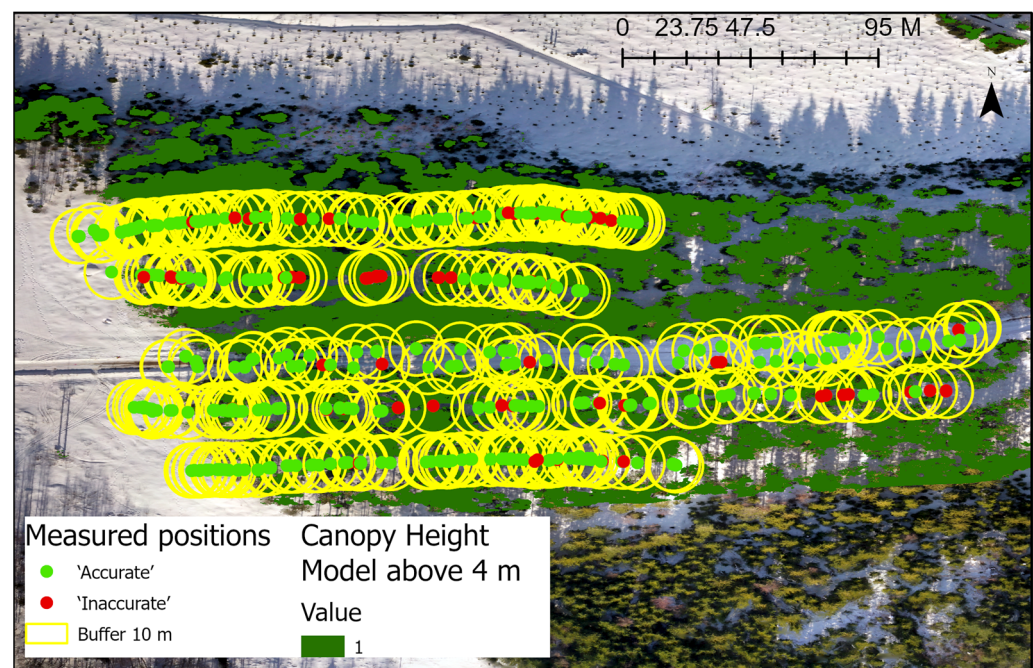 0 23.75 47.5 95 M
N
Measured positions
'Accurate'
'Inaccurate'
Buffer 10 m
Canopy Height
Model above 4 m
Value
1